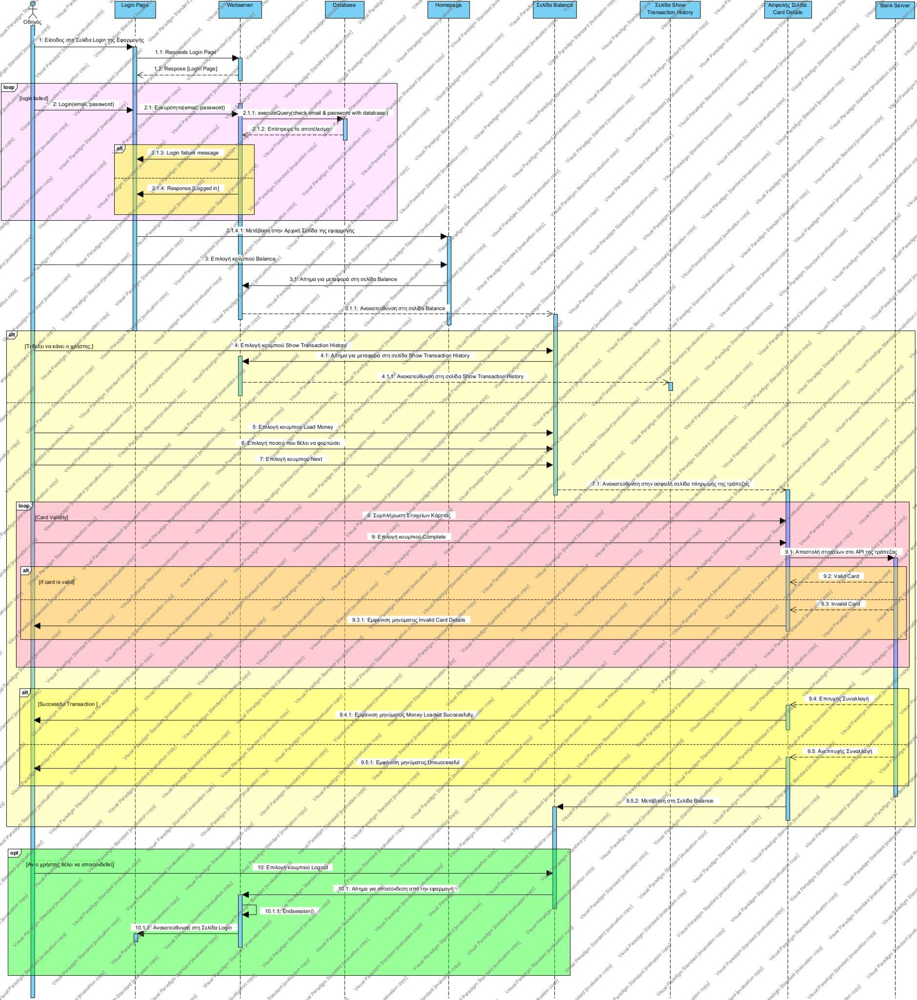 Login Page
Webserver
Database
Homepage
Σελίδα Balance
Σελίδα Show
Transaction History
Ασφαλής Σελίδα
Card Details
Bank Server
Οδηγός
1: Είσοδος στη Σελίδα Login της Εφαρμογής
1.1: Requests Login Page
1.2: Respose [Login Page]
loop
[login failed]
2: Login(email, password)
2.1: Εγκυρότητα(email, password)
2.1.1: executeQuery(check email & password with database )
2.1.2: Επίστρεψε το αποτέλεσμα
alt
2.1.3: Login failure message
2.1.4: Response [Logged in]
2.1.4.1: Μετάβαση στην Αρχική Σελίδα της εφαρμογής
3: Επιλογή κουμπιού Balance
3.1: Αίτημα για μεταφορά στη σελίδα Balance
3.1.1: Ανακατεύθυνση στη σελίδα Balance
alt
[Τι θέλει να κάνει ο χρήστης;]
4: Επιλογή κουμπιού Show Transaction History
4.1: Αίτημα για μεταφορά στη σελίδα Show Transaction History
4.1.1: Ανακατεύθυνση στη σελίδα Show Transaction History
5: Επιλογή κουμπιού Load Money
6: Επιλογή ποσού που θέλει να φορτώσει
7: Επιλογή κουμπιού Next
7.1: Ανακατεύθυνση στην ασφαλή σελίδα πληρωμής της τράπεζας
loop
[Card Validity]
8: Συμπλήρωση Στοιχείων Κάρττας
9: Επιλογή κουμπιού Complete
9.1: Αποστολή στοιχείων στο API της τράπεζας
alt
[if card is valid]
9.2: Valid Card
9.3: Invalid Card
9.3.1: Εμφάνιση μηνύματος Invalid Card Details
alt
[Successful Transaction ]
9.4: Επιτυχής Συναλλαγή
9.4.1: Εμφάνιση μηνύματος Money Loaded Successfully
9.5: Ανεπιτυχής Συναλλαγή
9.5.1: Εμφάνιση μηνύματος Unsuccessful
9.5.2: Μετάβαση στη Σελίδα Balance
opt
[Αν ο χρήστης θέλει να αποσυνδεθεί]
10: Επιλογή κουμπιού Logout
10.1: Αίτημα για αποσύνδεση από την εφαρμογή
10.1.1: Endsession()
10.1.2: Ανακατεύθυνση στη Σελίδα Login
Visual Paradigm Standard [evaluation copy]